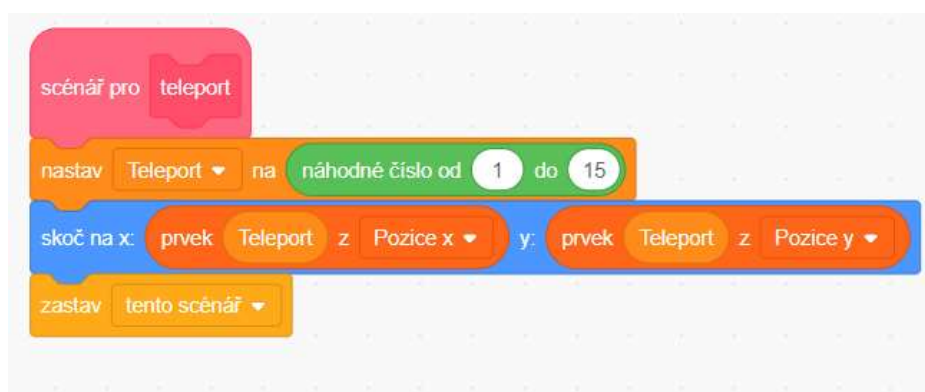 scénář pro teleport
nastav Teleport na náhodné číslo od 1 do 15
skoč na x: prvek Teleport z Pozice x y: prvek Teleport z Pozice y
zastav tento scénář